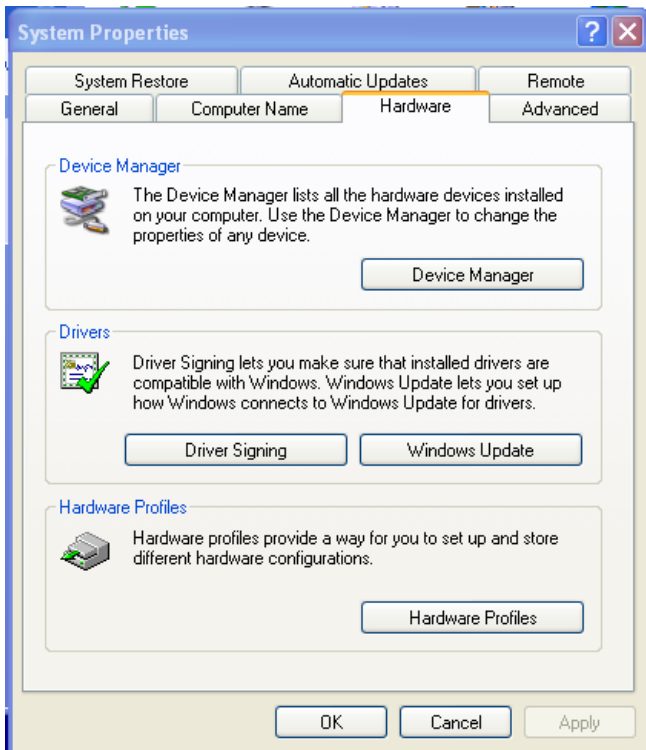 System Properties
System Restore
Automatic Updates
Remote
General
Computer Name
Hardware
Advanced
Device Manager
The Device Manager lists all the hardware devices installed
on your computer. Use the Device Manager to change the
properties of any device.
Device Manager
Drivers
Driver Signing lets you make sure that installed drivers are
compatible with Windows. Windows Update lets you set up
how Windows connects to Windows Update for drivers.
Driver Signing
Windows Update
Hardware Profiles
Hardware profiles provide a way for you to set up and store
different hardware configurations.
Hardware Profiles
OK
Cancel
Apply